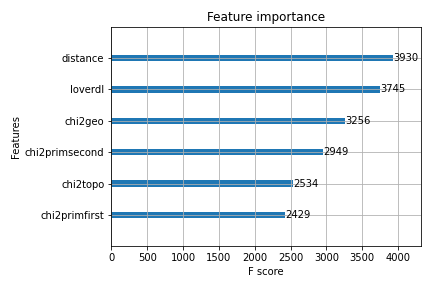 Feature importance
Features
distance
3930
loverdl
3745
chi2geo
3256
chi2primsecond
2949
chi2topo
2534
chi2primfirst
2429
0 500 1000 1500 2000 2500 3000 3500 4000
F score